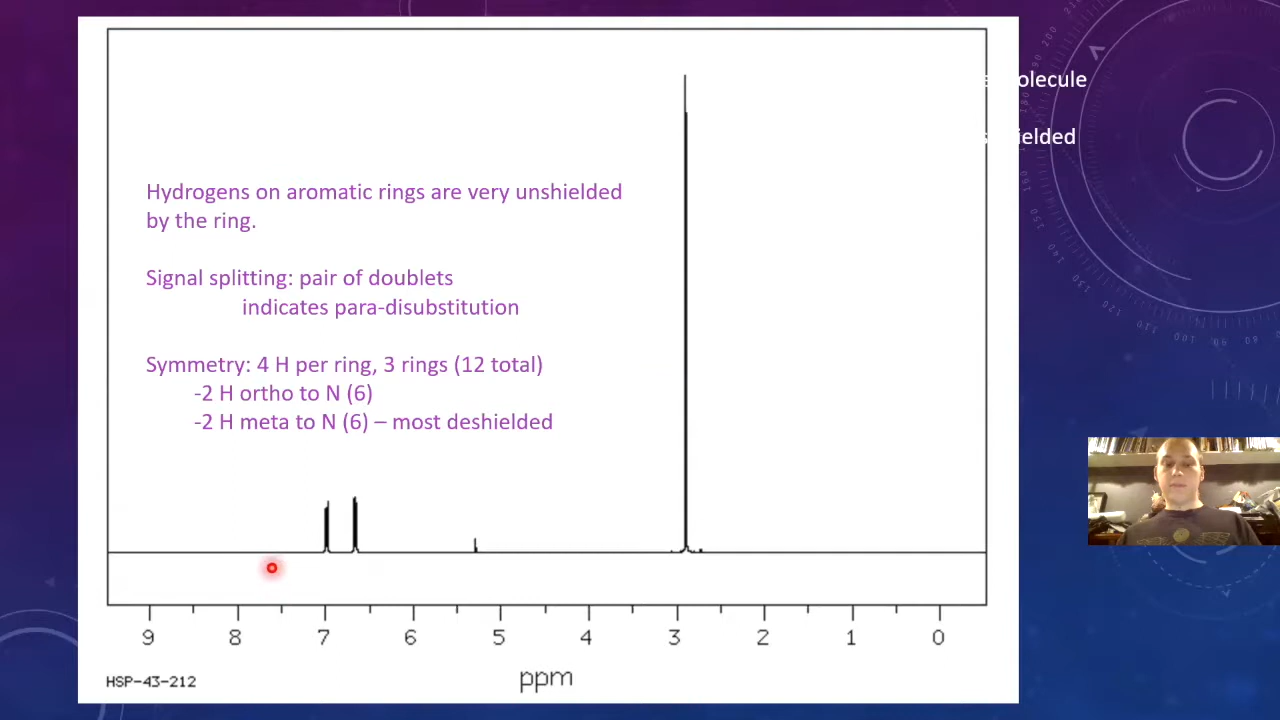 olecule
ielded
Hydrogens on aromatic rings are very unshielded
by the ring.
Signal splitting: pair of doublets
indicates para-disubstitution
Symmetry: 4 H per ring, 3 rings (12 total)
-2 H ortho to N (6)
-2 H meta to N (6) – most deshielded
9 8 7 6 5 4 3 2 1 0
HSP-43-212
ppm